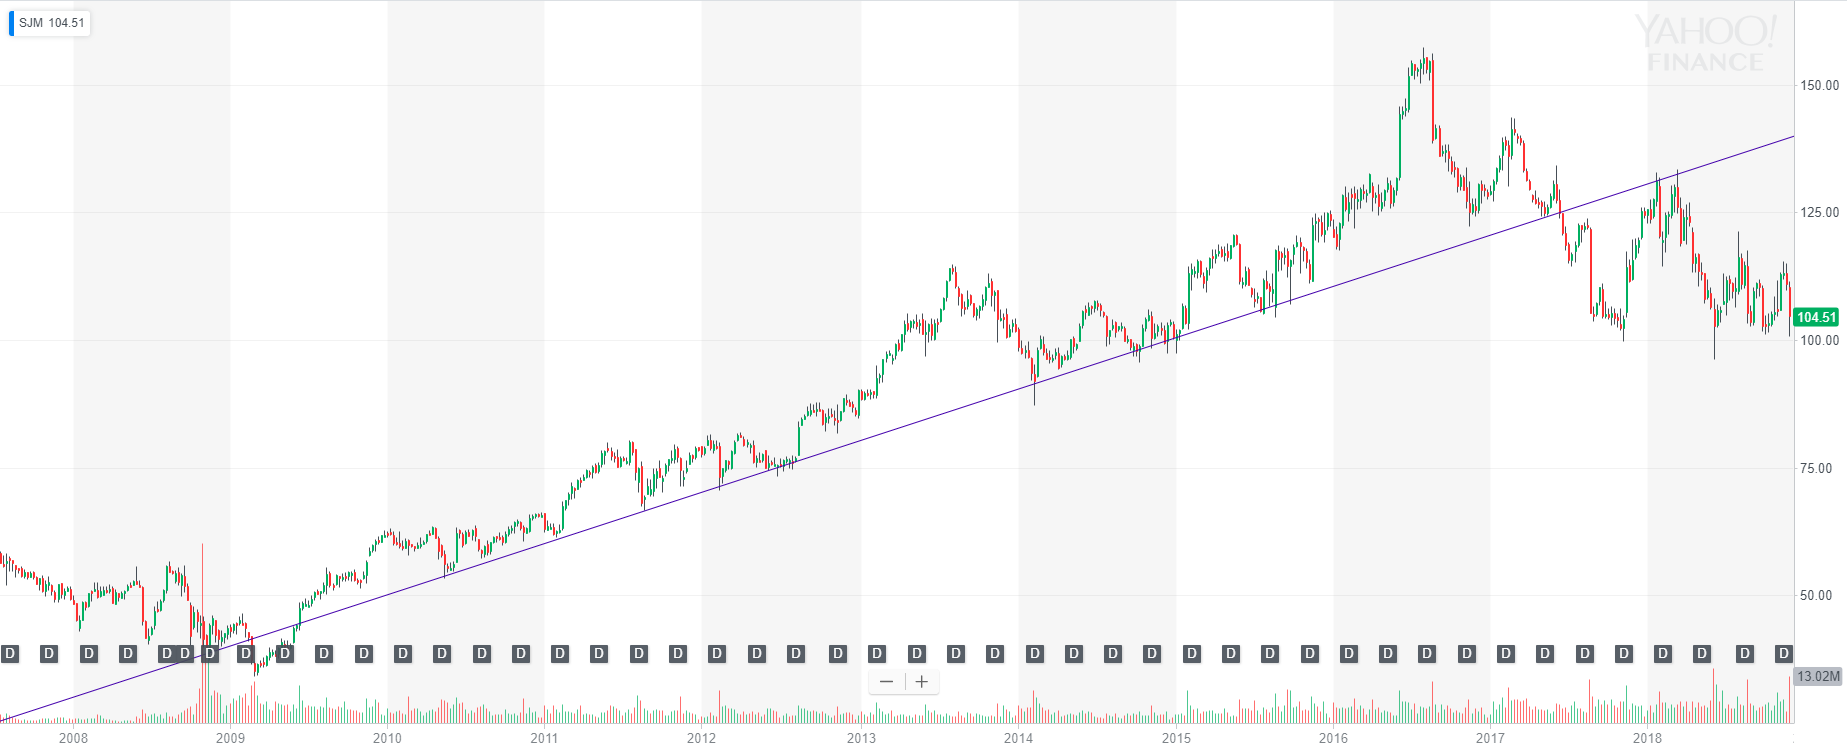 SJM 104.51
YAHOO!
FINANCE
150.00
125.00
104.51
100.00
75.00
50.00
D D D D D D D D D D D D D D D D D D D D D D D D D D D D D D D D D D D D D D D D D D D D D D D
13.02M
− +
2008 2009 2010 2011 2012 2013 2014 2015 2016 2017 2018